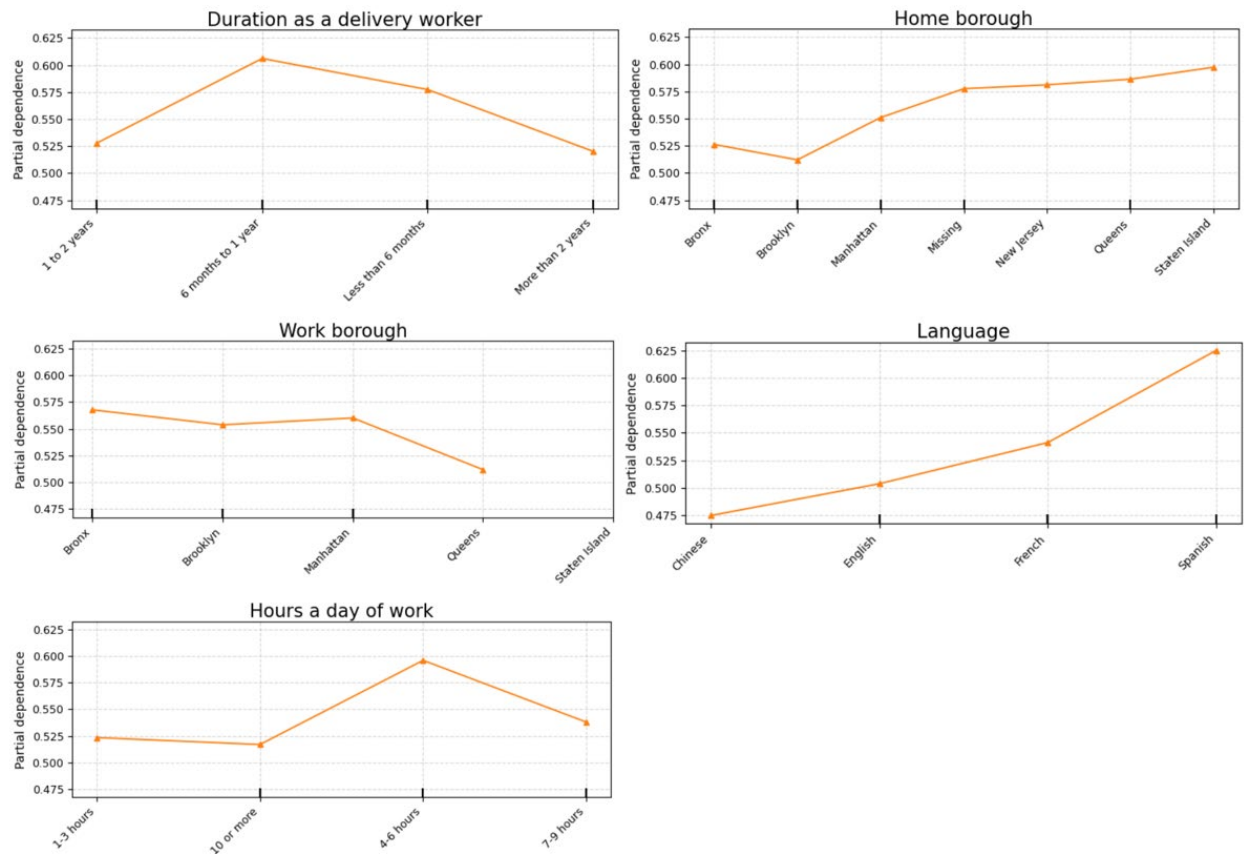 Duration as a delivery worker
Partial dependence
0.625
0.600
0.575
0.550
0.525
0.500
0.475
1 to 2 years
6 months to 1 year
Less than 6 months
More than 2 years
Home borough
Partial dependence
0.625
0.600
0.575
0.550
0.525
0.500
0.475
Bronx
Brooklyn
Manhattan
Missing
New Jersey
Queens
Staten Island
Work borough
Partial dependence
0.625
0.600
0.575
0.550
0.525
0.500
0.475
Bronx
Brooklyn
Manhattan
Queens
Staten Island
Language
Partial dependence
0.625
0.600
0.575
0.550
0.525
0.500
0.475
Chinese
English
French
Spanish
Hours a day of work
Partial dependence
0.625
0.600
0.575
0.550
0.525
0.500
0.475
1-3 hours
10 or more
4-6 hours
7-9 hours